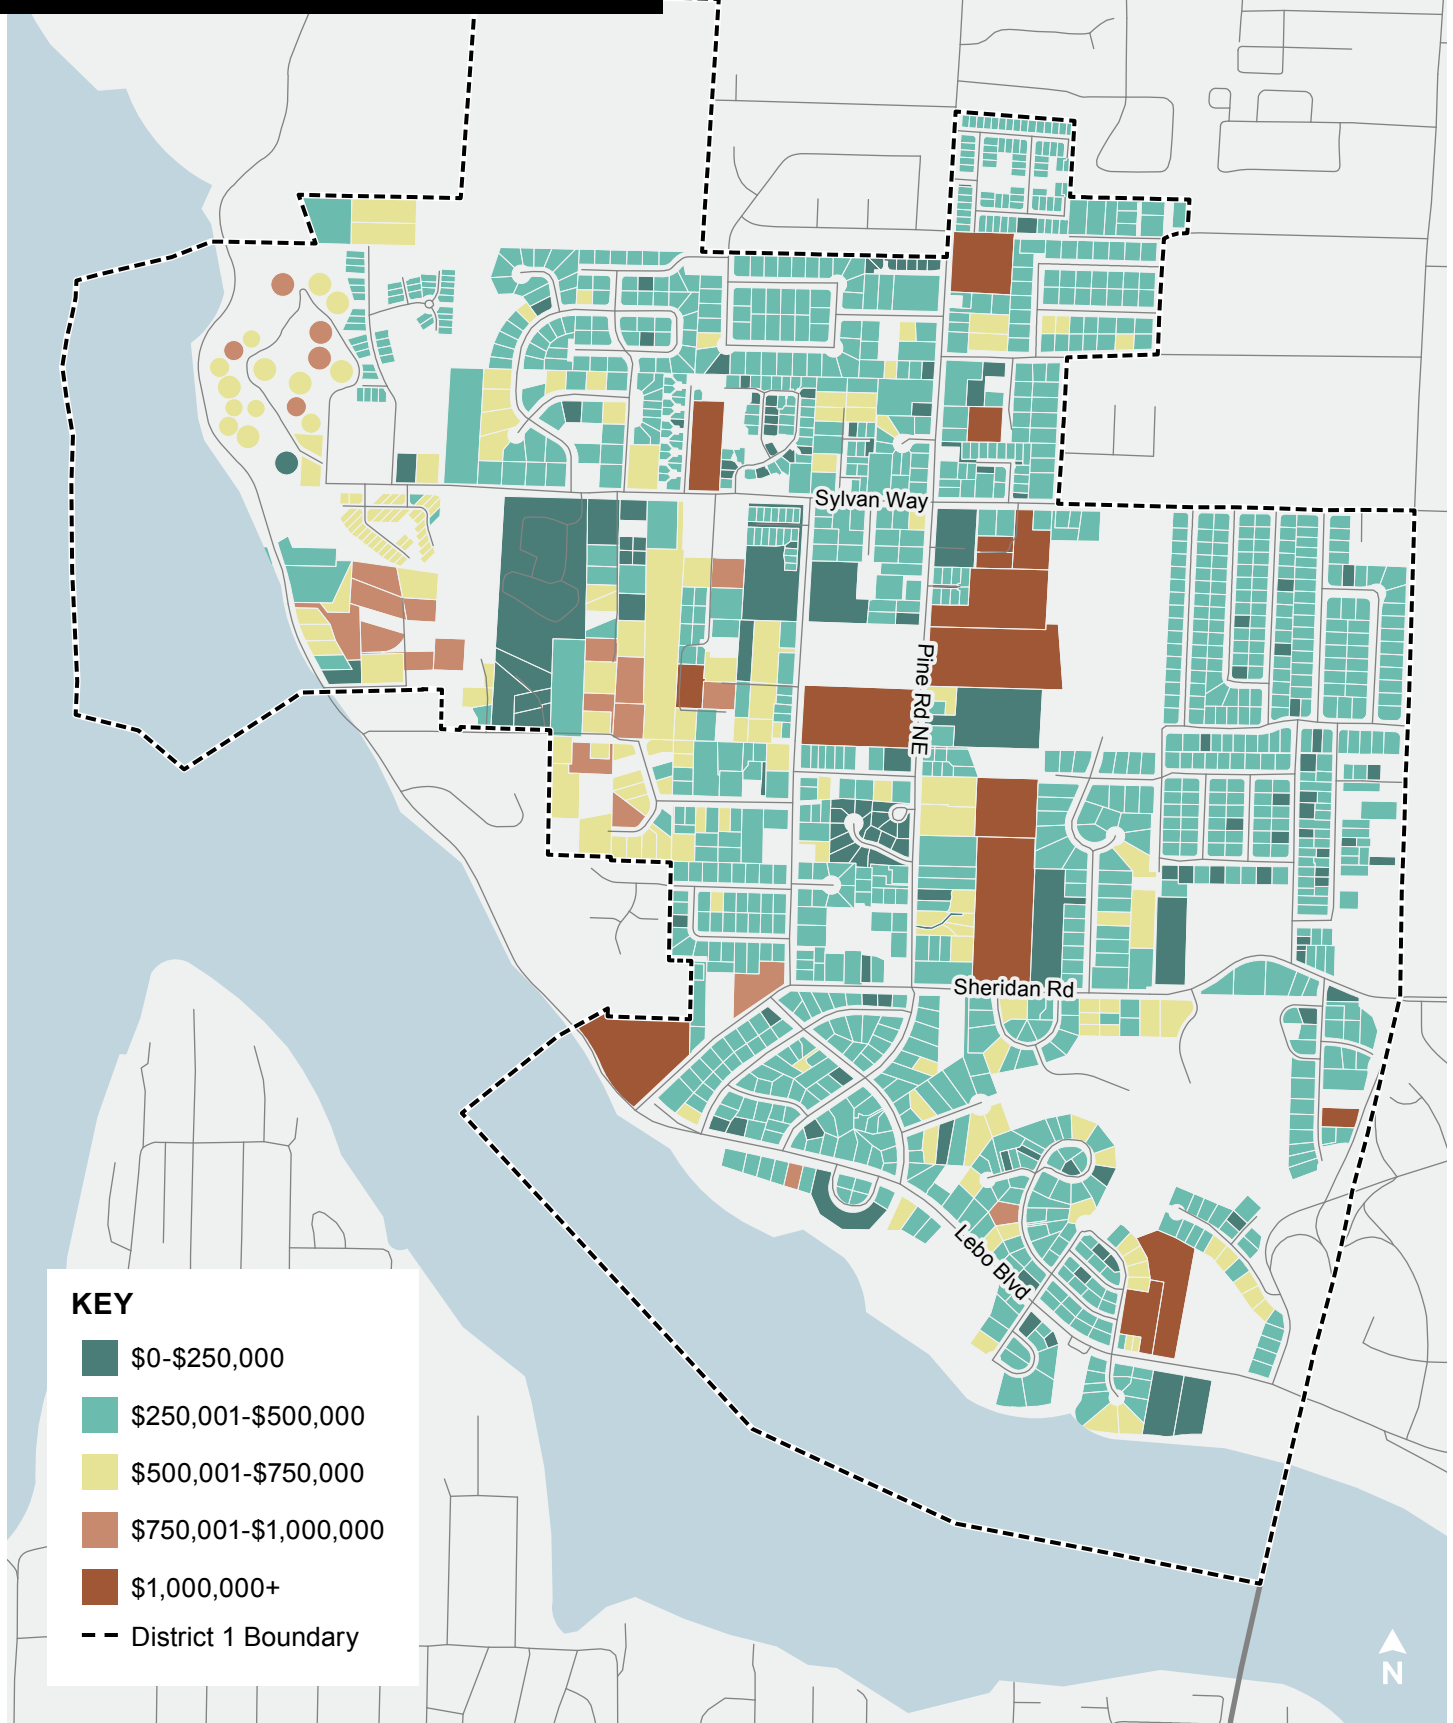 Sylvan Way
Pine Rd NE
Sheridan Rd
Lebo Blvd
KEY
$0-$250,000
$250,001-$500,000
$500,001-$750,000
$750,001-$1,000,000
$1,000,000+
District 1 Boundary
N